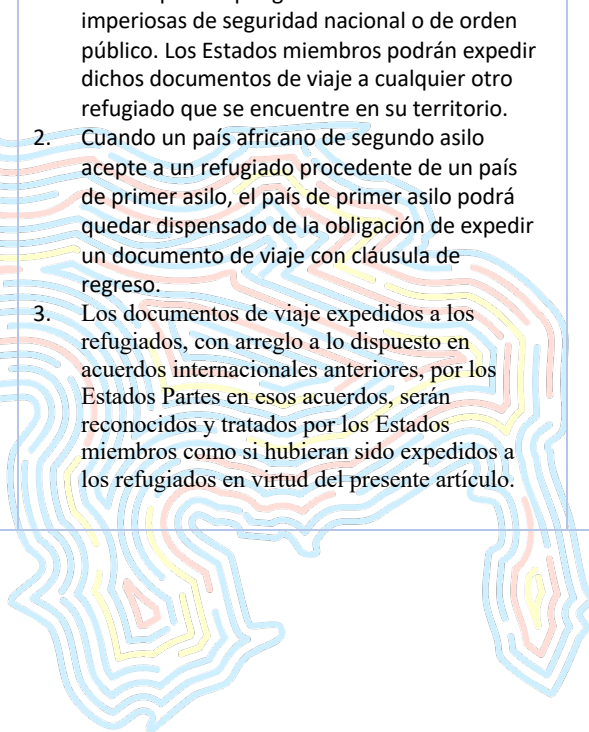 imperiosas de seguridad nacional o de orden
público. Los Estados miembros podrán expedir
dichos documentos de viaje a cualquier otro
refugiado que se encuentre en su territorio.
2. Cuando un país africano de segundo asilo
acepte a un refugiado procedente de un país
de primer asilo, el país de primer asilo podrá
quedar dispensado de la obligación de expedir
un documento de viaje con cláusula de
regreso.
3. Los documentos de viaje expedidos a los
refugiados, con arreglo a lo dispuesto en
acuerdos internacionales anteriores, por los
Estados Partes en esos acuerdos, serán
reconocidos y tratados por los Estados
miembros como si hubieran sido expedidos a
los refugiados en virtud del presente artículo.